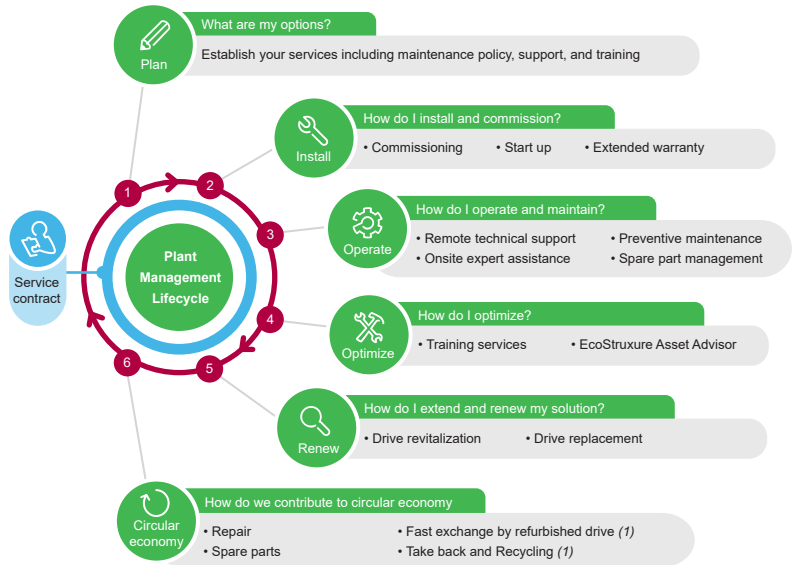 What are my options?
Plan
Establish your services including maintenance policy, support, and training
How do I install and commission?
Install
• Commissioning • Start up • Extended warranty
1
2
How do I operate and maintain?
3
Operate
• Remote technical support • Preventive maintenance
• Onsite expert assistance • Spare part management
Plant
Management
Lifecycle
Service
contract
How do I optimize?
4
Optimize
• Training services • EcoStruxure Asset Advisor
6
5
How do I extend and renew my solution?
Renew
• Drive revitalization • Drive replacement
How do we contribute to circular economy
Circular
economy
• Repair • Fast exchange by refurbished drive (1)
• Spare parts • Take back and Recycling (1)